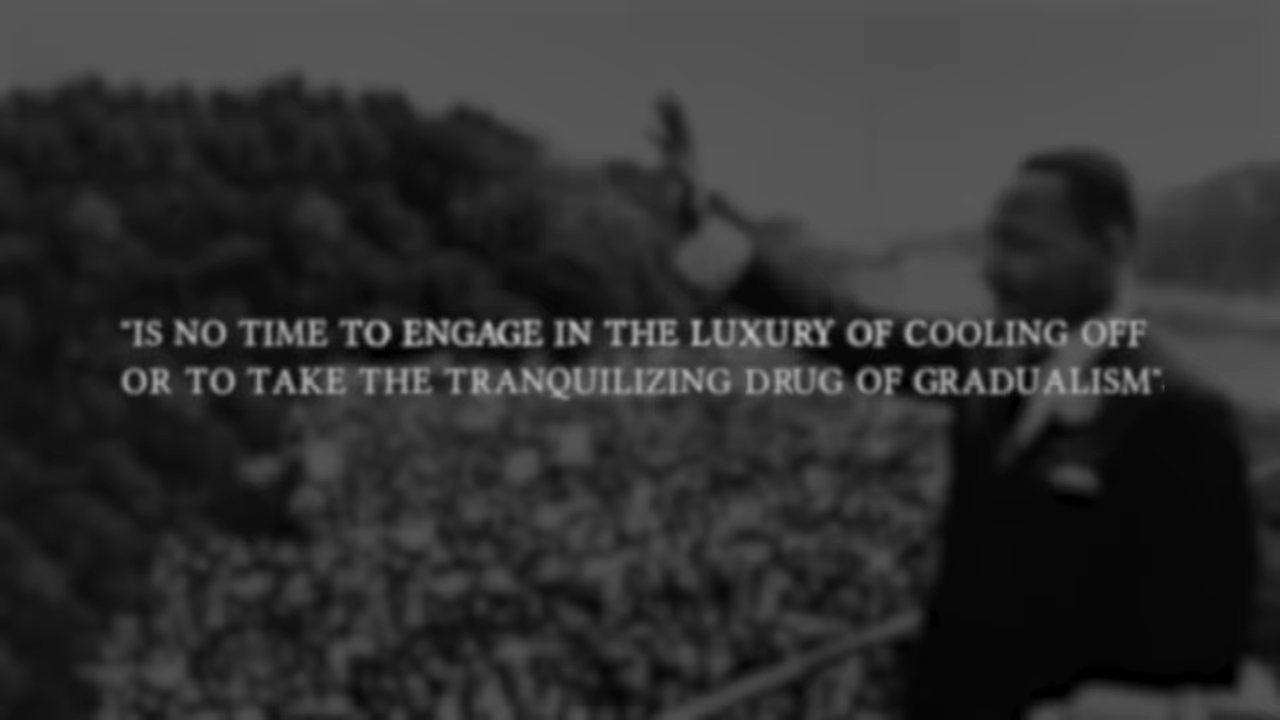 "IS NO TIME TO ENGAGE IN THE LUXURY OF COOLING OFF
OR TO TAKE THE TRANQUILIZING DRUG OF GRADUALISM".